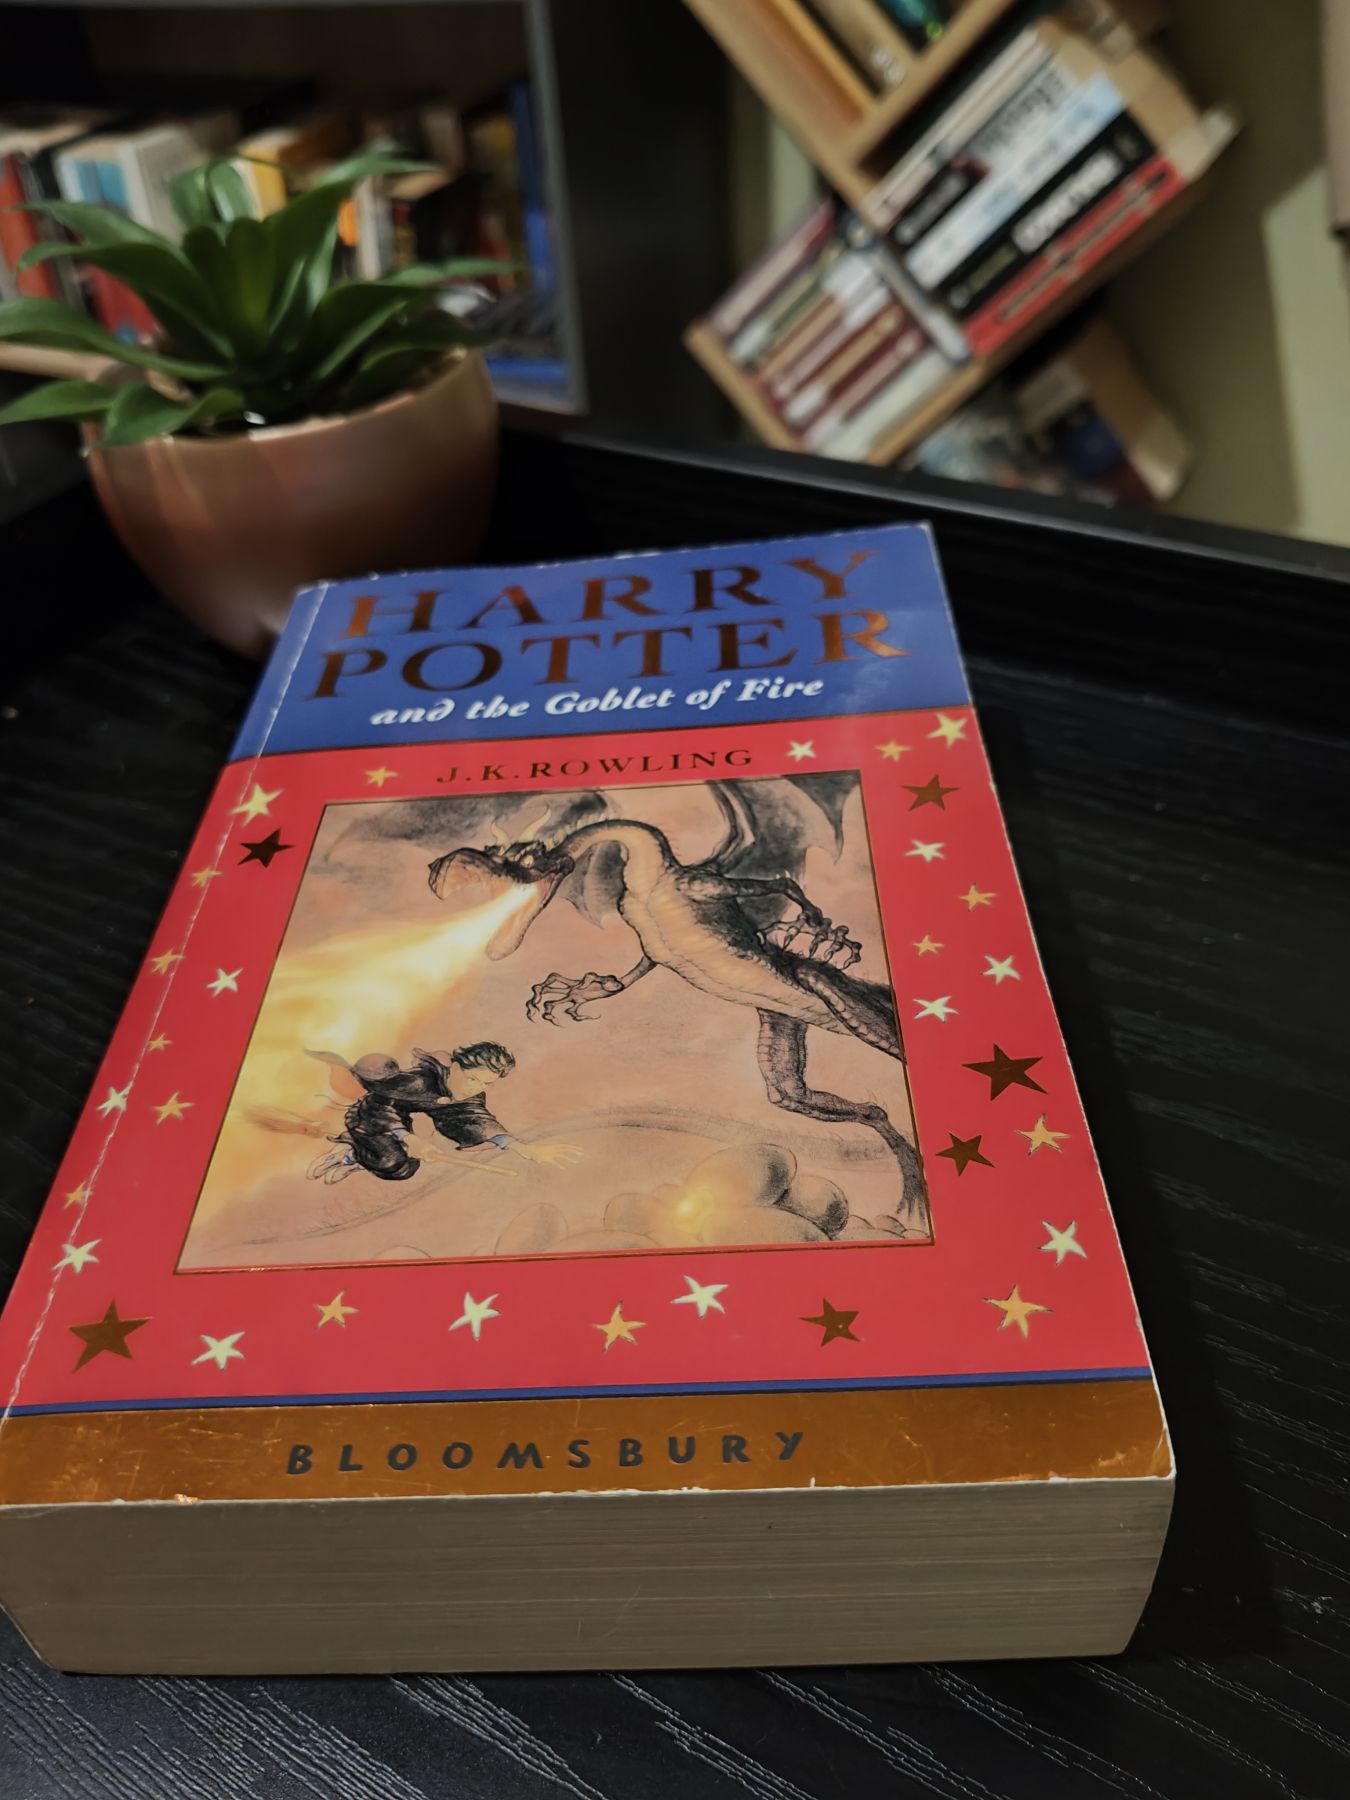 HARRY
POTTER
and the Goblet of Fire
J.K.ROWLING
BLOOMSBURY